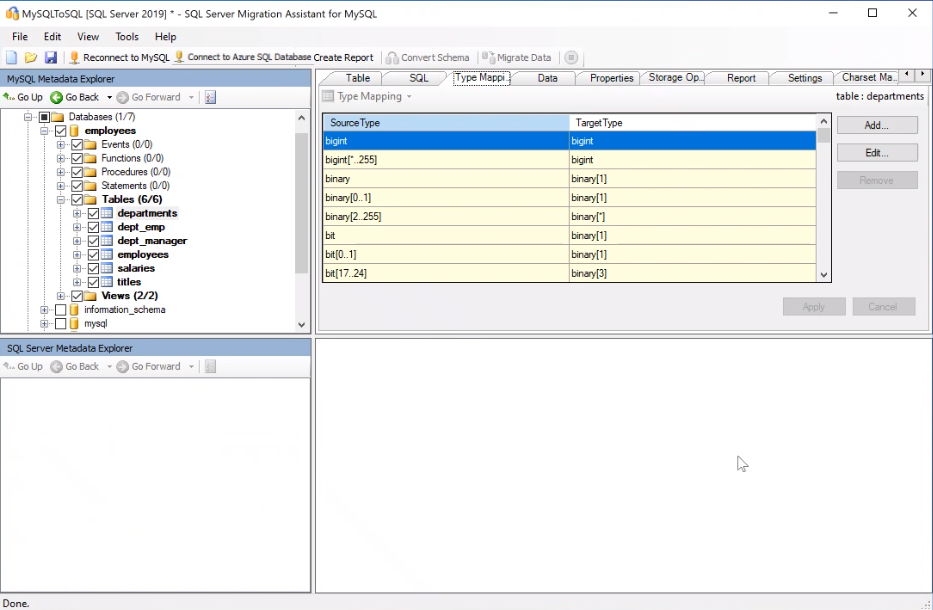 MySQLToSQL [SQL Server 2019] * - SQL Server Migration Assistant for MySQL
File Edit View Tools Help
Reconnect to MySQL Connect to Azure SQL Database Create Report Convert Schema Migrate Data
MySQL Metadata Explorer
Go Up Go Back Go Forward
Databases (1/7)
employees
Events (0/0)
Functions (0/0)
Procedures (0/0)
Statements (0/0)
Tables (6/6)
departments
dept_emp
dept_manager
employees
salaries
titles
Views (2/2)
information_schema
mysql
Table SQL Type Mappi.. Data Properties Storage Op.. Report Settings Charset Ma..
Type Mapping table : departments
SourceType TargetType
bigint bigint
bigint[*..255] bigint
binary binary[1]
binary[0..1] binary[1]
binary[2..255] binary[*]
bit binary[1]
bit[0..1] binary[1]
bit[17..24] binary[3]
Add...
Edit...
Remove
Apply Cancel
SQL Server Metadata Explorer
Go Up Go Back Go Forward
Done.